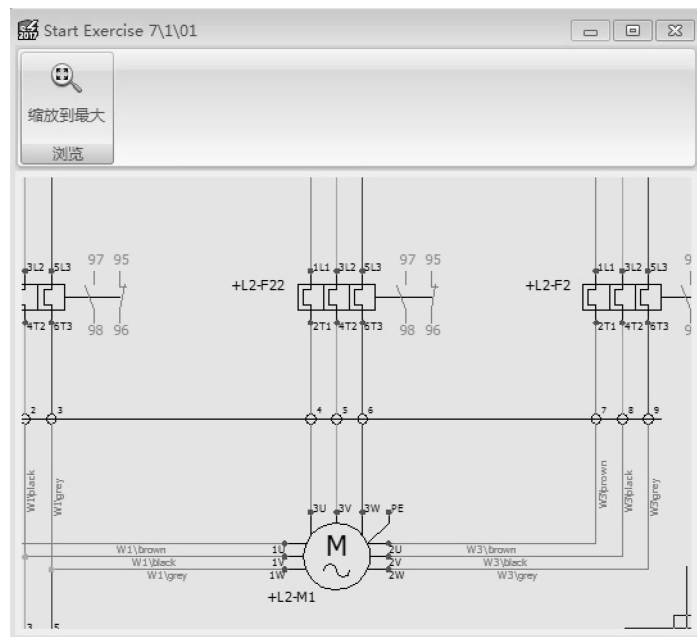 2017 Start Exercise 7\1\01
缩放到最大
浏览
3L2 5L3 97 95
1L1 3L2 5L3 97 95
1L1 3L2 5L3 9
+L2-F22
+L2-F2
4T2 6T3 98 96
2T1 4T2 6T3 98 96
2T1 4T2 6T3 9
2 3 4 5 6 7 8 9
W1\black
W1\grey
W3\brown
W3\black
W3\grey
3U 3V 3W PE
M
W1\brown 1U 2U W3\brown
W1\black 1V 2V W3\black
W1\grey 1W 2W W3\grey
+L2-M1
3 5